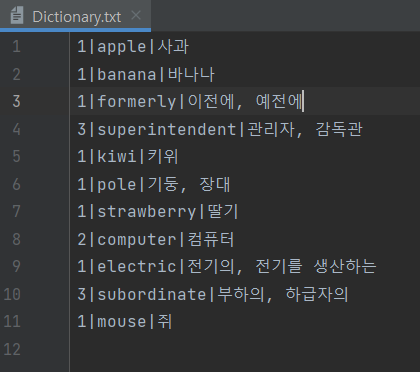 Dictionary.txt
1 1|apple|사과
2 1|banana|바나나
3 1|formerly|이전에, 예전에
4 3|superintendent|관리자, 감독관
5 1|kiwi|키위
6 1|pole|기둥, 장대
7 1|strawberry|딸기
8 2|computer|컴퓨터
9 1|electric|전기의, 전기를 생산하는
10 3|subordinate|부하의, 하급자의
11 1|mouse|쥐
12